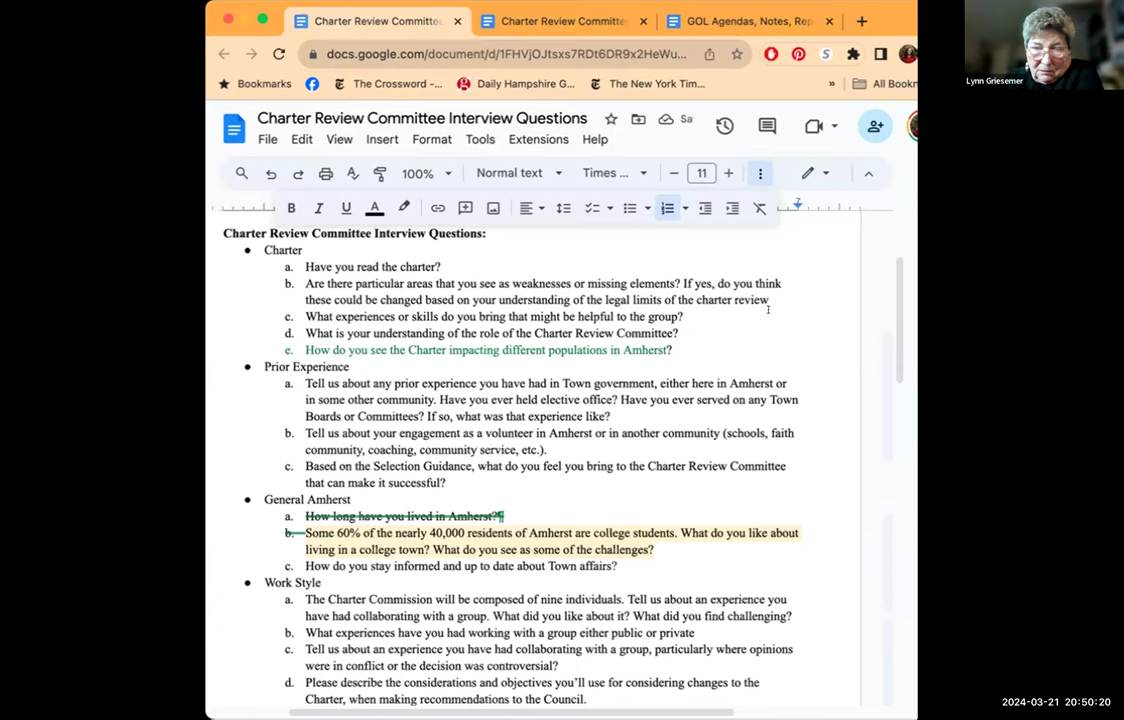 Charter Review Committee
Charter Review Committee
GOL Agendas, Notes, Rep
docs.google.com/document/d/1FHVjOJtsxs7RDt6DR9x2HeWu...
Bookmarks
The Crossword -...
Daily Hampshire G...
The New York Tim...
»
All Bookn
Charter Review Committee Interview Questions
Sa
File Edit View Insert Format Tools Extensions Help
100% Normal text Times ... − 11 +
B I U A
Charter Review Committee Interview Questions:
● Charter
a. Have you read the charter?
b. Are there particular areas that you see as weaknesses or missing elements? If yes, do you think
these could be changed based on your understanding of the legal limits of the charter review
c. What experiences or skills do you bring that might be helpful to the group?
d. What is your understanding of the role of the Charter Review Committee?
e. How do you see the Charter impacting different populations in Amherst?
● Prior Experience
a. Tell us about any prior experience you have had in Town government, either here in Amherst or
in some other community. Have you ever held elective office? Have you ever served on any Town
Boards or Committees? If so, what was that experience like?
b. Tell us about your engagement as a volunteer in Amherst or in another community (schools, faith
community, coaching, community service, etc.).
c. Based on the Selection Guidance, what do you feel you bring to the Charter Review Committee
that can make it successful?
● General Amherst
a. How long have you lived in Amherst?¶
b. Some 60% of the nearly 40,000 residents of Amherst are college students. What do you like about
living in a college town? What do you see as some of the challenges?
c. How do you stay informed and up to date about Town affairs?
● Work Style
a. The Charter Commission will be composed of nine individuals. Tell us about an experience you
have had collaborating with a group. What did you like about it? What did you find challenging?
b. What experiences have you had working with a group either public or private
c. Tell us about an experience you have had collaborating with a group, particularly where opinions
were in conflict or the decision was controversial?
d. Please describe the considerations and objectives you’ll use for considering changes to the
Charter, when making recommendations to the Council.
Lynn Griesemer
2024-03-21 20:50:20